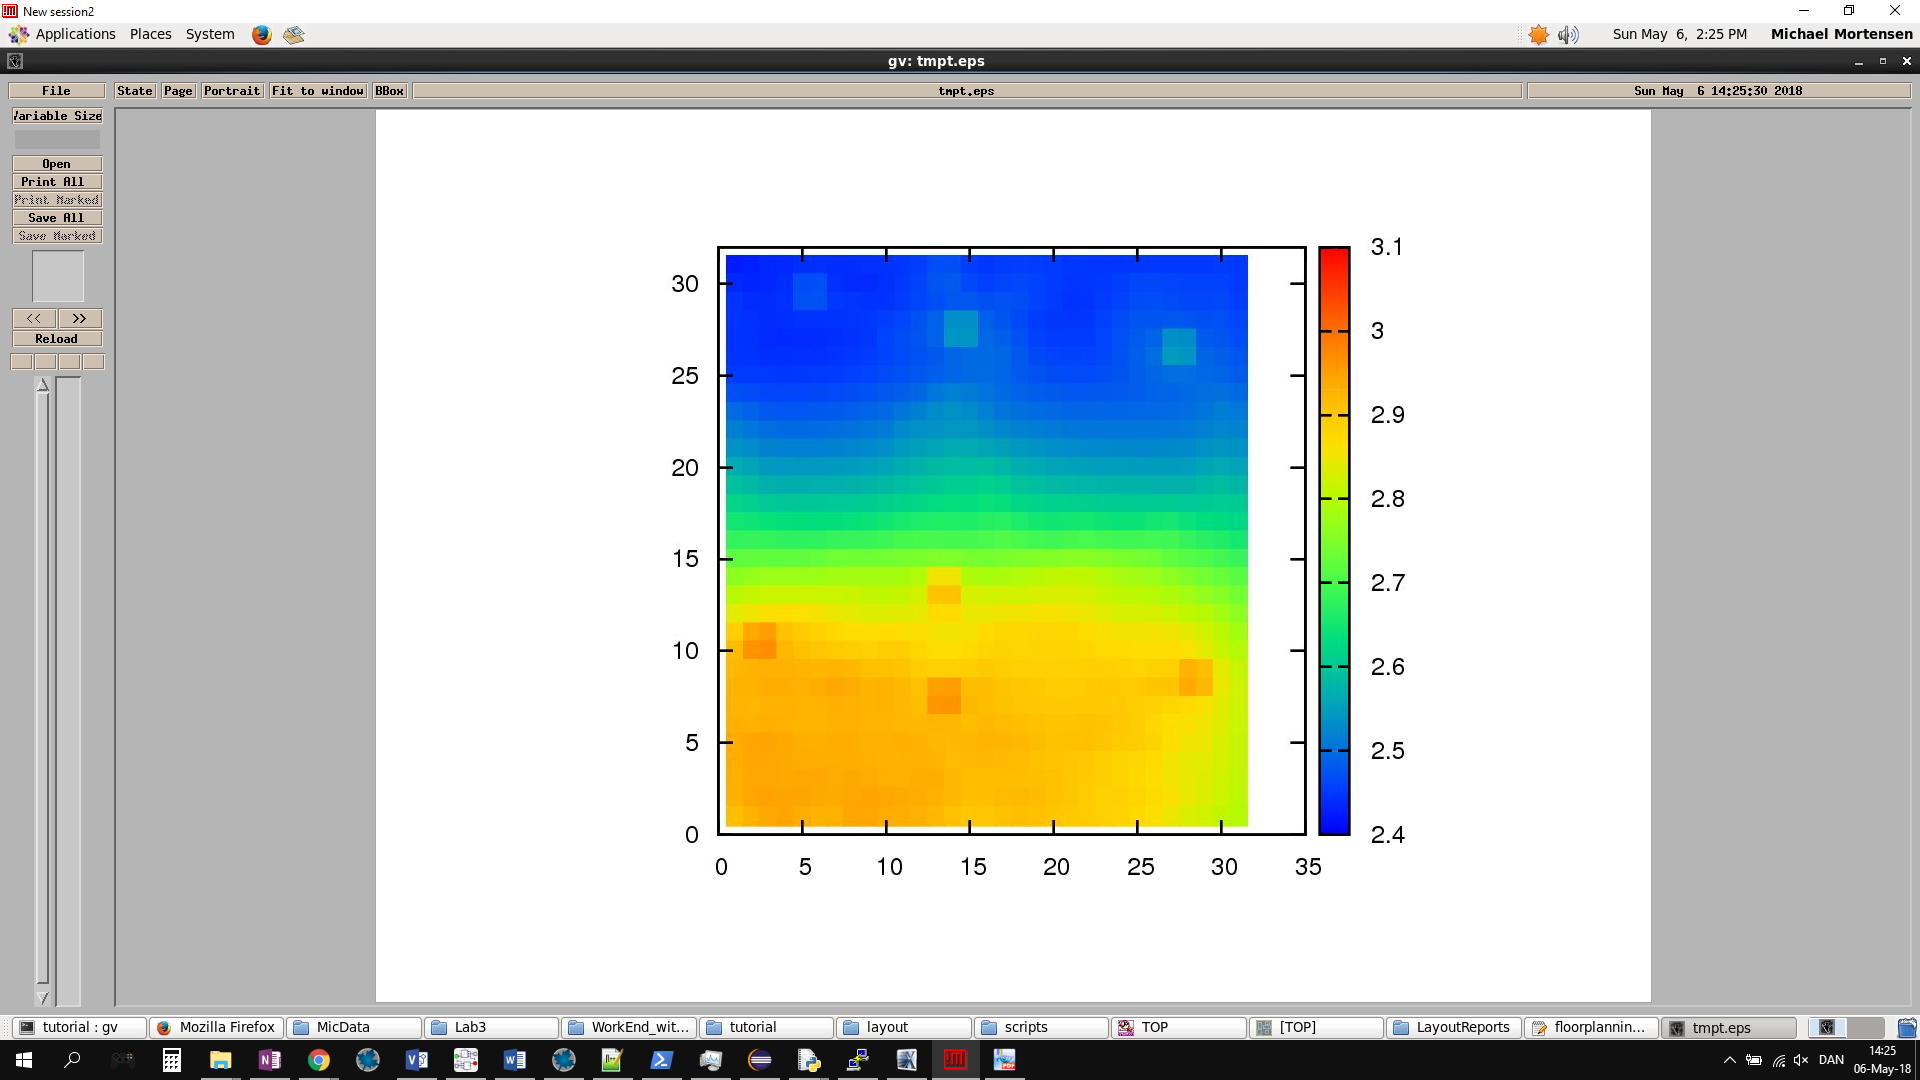 New session2
Applications Places System Sun May 6, 2:25 PM Michael Mortensen
gv: tmpt.eps
File State Page Portrait Fit to window BBox tmpt.eps Sun May 6 14:25:30 2018
Variable Size
Open
Print All
Print Marked
Save All
Save Marked
<< >>
Reload
30
25
20
15
10
5
0
0 5 10 15 20 25 30 35
3.1
3
2.9
2.8
2.7
2.6
2.5
2.4
tutorial : gv Mozilla Firefox MicData Lab3 WorkEnd_wit... tutorial layout scripts TOP [TOP] LayoutReports floorplannin... tmpt.eps
DAN 14:25
06-May-18